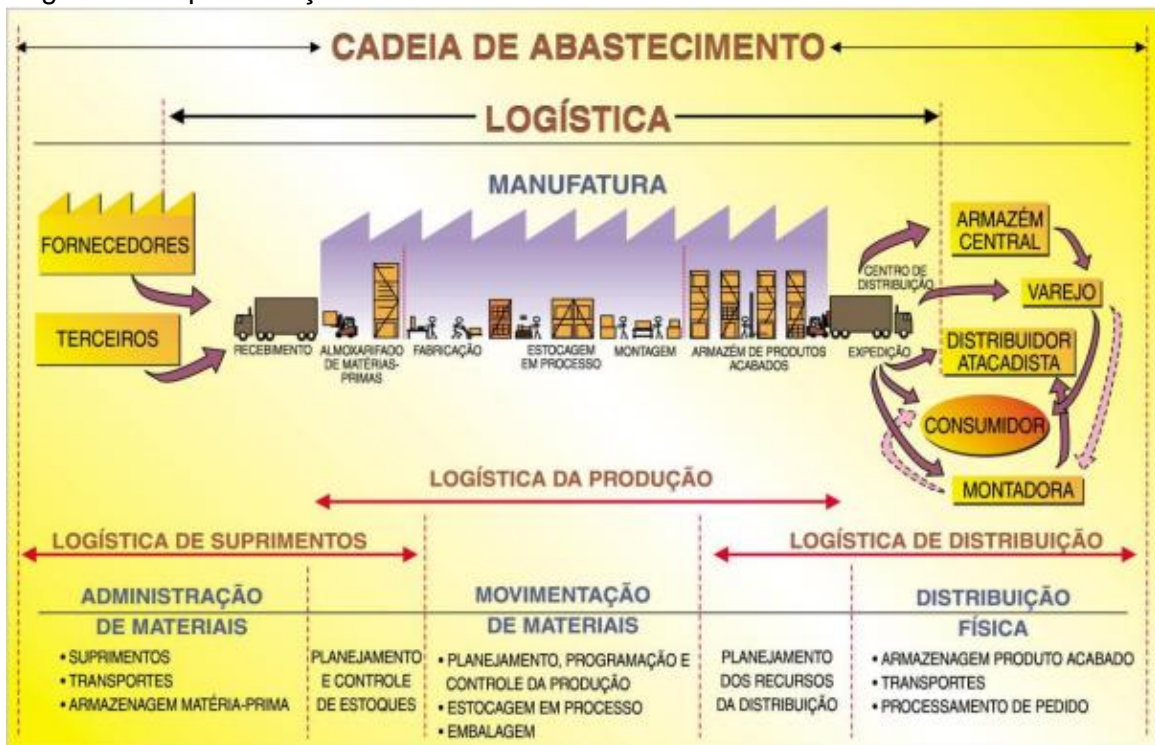 CADEIA DE ABASTECIMENTO
LOGÍSTICA
MANUFATURA
FORNECEDORES
TERCEIROS
RECEBIMENTO
ALMOXARIFADO
DE MATÉRIAS-
PRIMAS
FABRICAÇÃO
ESTOCAGEM
EM PROCESSO
MONTAGEM
ARMAZÉM DE PRODUTOS
ACABADOS
CENTRO DE
DISTRIBUIÇÃO
EXPEDIÇÃO
ARMAZÉM
CENTRAL
VAREJO
DISTRIBUIDOR
ATACADISTA
CONSUMIDOR
MONTADORA
LOGÍSTICA DA PRODUÇÃO
LOGÍSTICA DE SUPRIMENTOS
LOGÍSTICA DE DISTRIBUIÇÃO
ADMINISTRAÇÃO
DE MATERIAIS
• SUPRIMENTOS
• TRANSPORTES
• ARMAZENAGEM MATÉRIA-PRIMA
PLANEJAMENTO
E CONTROLE
DE ESTOQUES
MOVIMENTAÇÃO
DE MATERIAIS
• PLANEJAMENTO, PROGRAMAÇÃO E
CONTROLE DA PRODUÇÃO
• ESTOCAGEM EM PROCESSO
• EMBALAGEM
PLANEJAMENTO
DOS RECURSOS
DA DISTRIBUIÇÃO
DISTRIBUIÇÃO
FÍSICA
• ARMAZENAGEM PRODUTO ACABADO
• TRANSPORTES
• PROCESSAMENTO DE PEDIDO